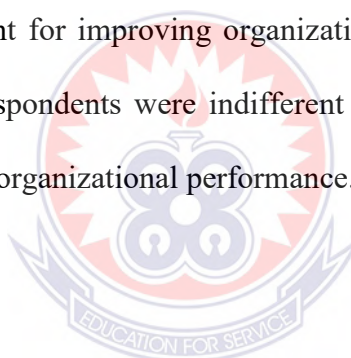 nt for improving organizati
spondents were indifferent
organizational performance.
EDUCATION FOR SERVICE